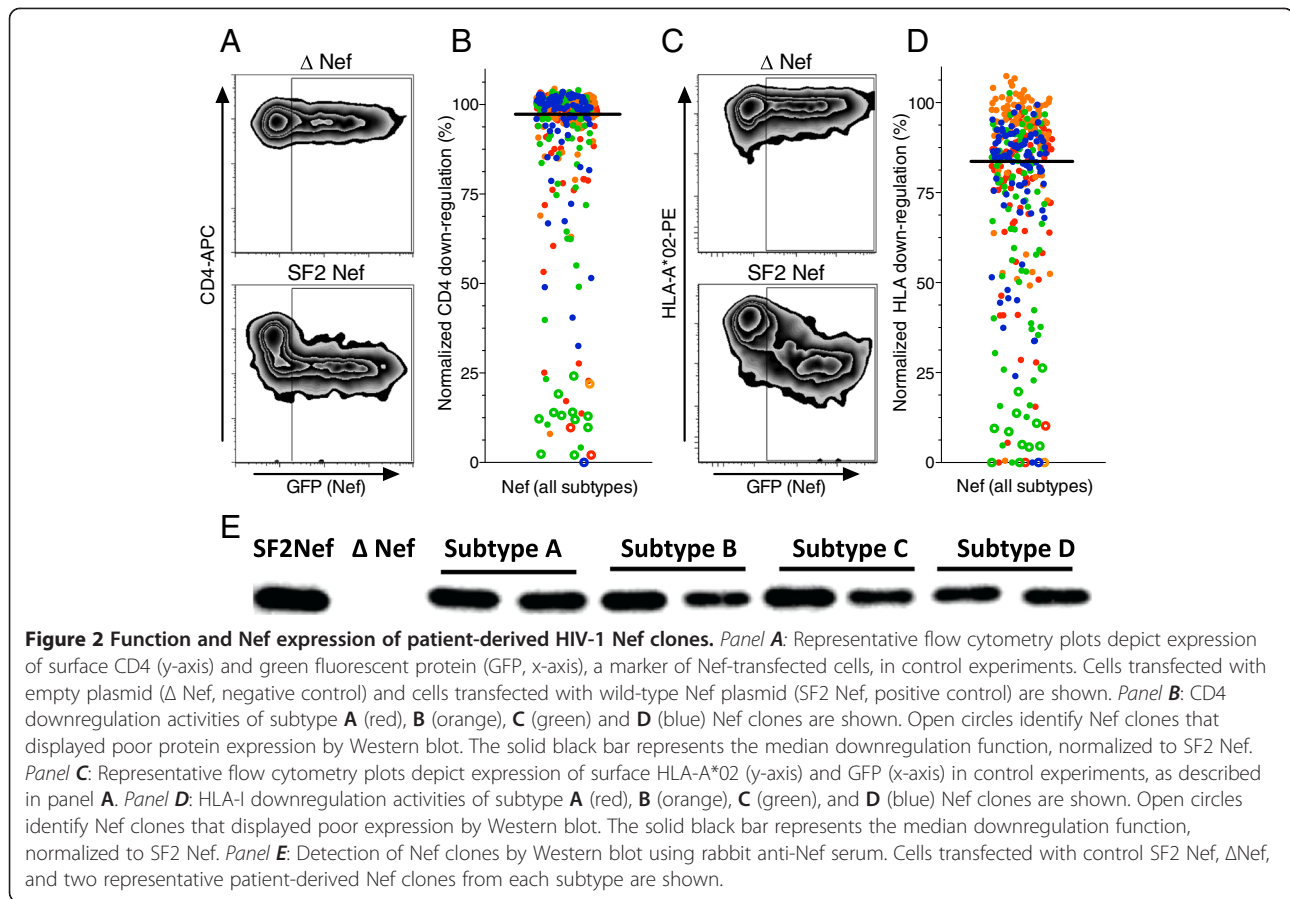 A
B
C
D
Δ Nef
Δ Nef
CD4-APC
SF2 Nef
GFP (Nef)
Normalized CD4 down-regulation (%)
100
75
50
25
0
Nef (all subtypes)
HLA-A*02-PE
SF2 Nef
GFP (Nef)
Normalized HLA down-regulation (%)
100
75
50
25
0
Nef (all subtypes)
E
SF2Nef Δ Nef Subtype A Subtype B Subtype C Subtype D
Figure 2 Function and Nef expression of patient-derived HIV-1 Nef clones. Panel A: Representative flow cytometry plots depict expression
of surface CD4 (y-axis) and green fluorescent protein (GFP, x-axis), a marker of Nef-transfected cells, in control experiments. Cells transfected with
empty plasmid (Δ Nef, negative control) and cells transfected with wild-type Nef plasmid (SF2 Nef, positive control) are shown. Panel B: CD4
downregulation activities of subtype A (red), B (orange), C (green) and D (blue) Nef clones are shown. Open circles identify Nef clones that
displayed poor protein expression by Western blot. The solid black bar represents the median downregulation function, normalized to SF2 Nef.
Panel C: Representative flow cytometry plots depict expression of surface HLA-A*02 (y-axis) and GFP (x-axis) in control experiments, as described
in panel A. Panel D: HLA-I downregulation activities of subtype A (red), B (orange), C (green), and D (blue) Nef clones are shown. Open circles
identify Nef clones that displayed poor expression by Western blot. The solid black bar represents the median downregulation function,
normalized to SF2 Nef. Panel E: Detection of Nef clones by Western blot using rabbit anti-Nef serum. Cells transfected with control SF2 Nef, ΔNef,
and two representative patient-derived Nef clones from each subtype are shown.